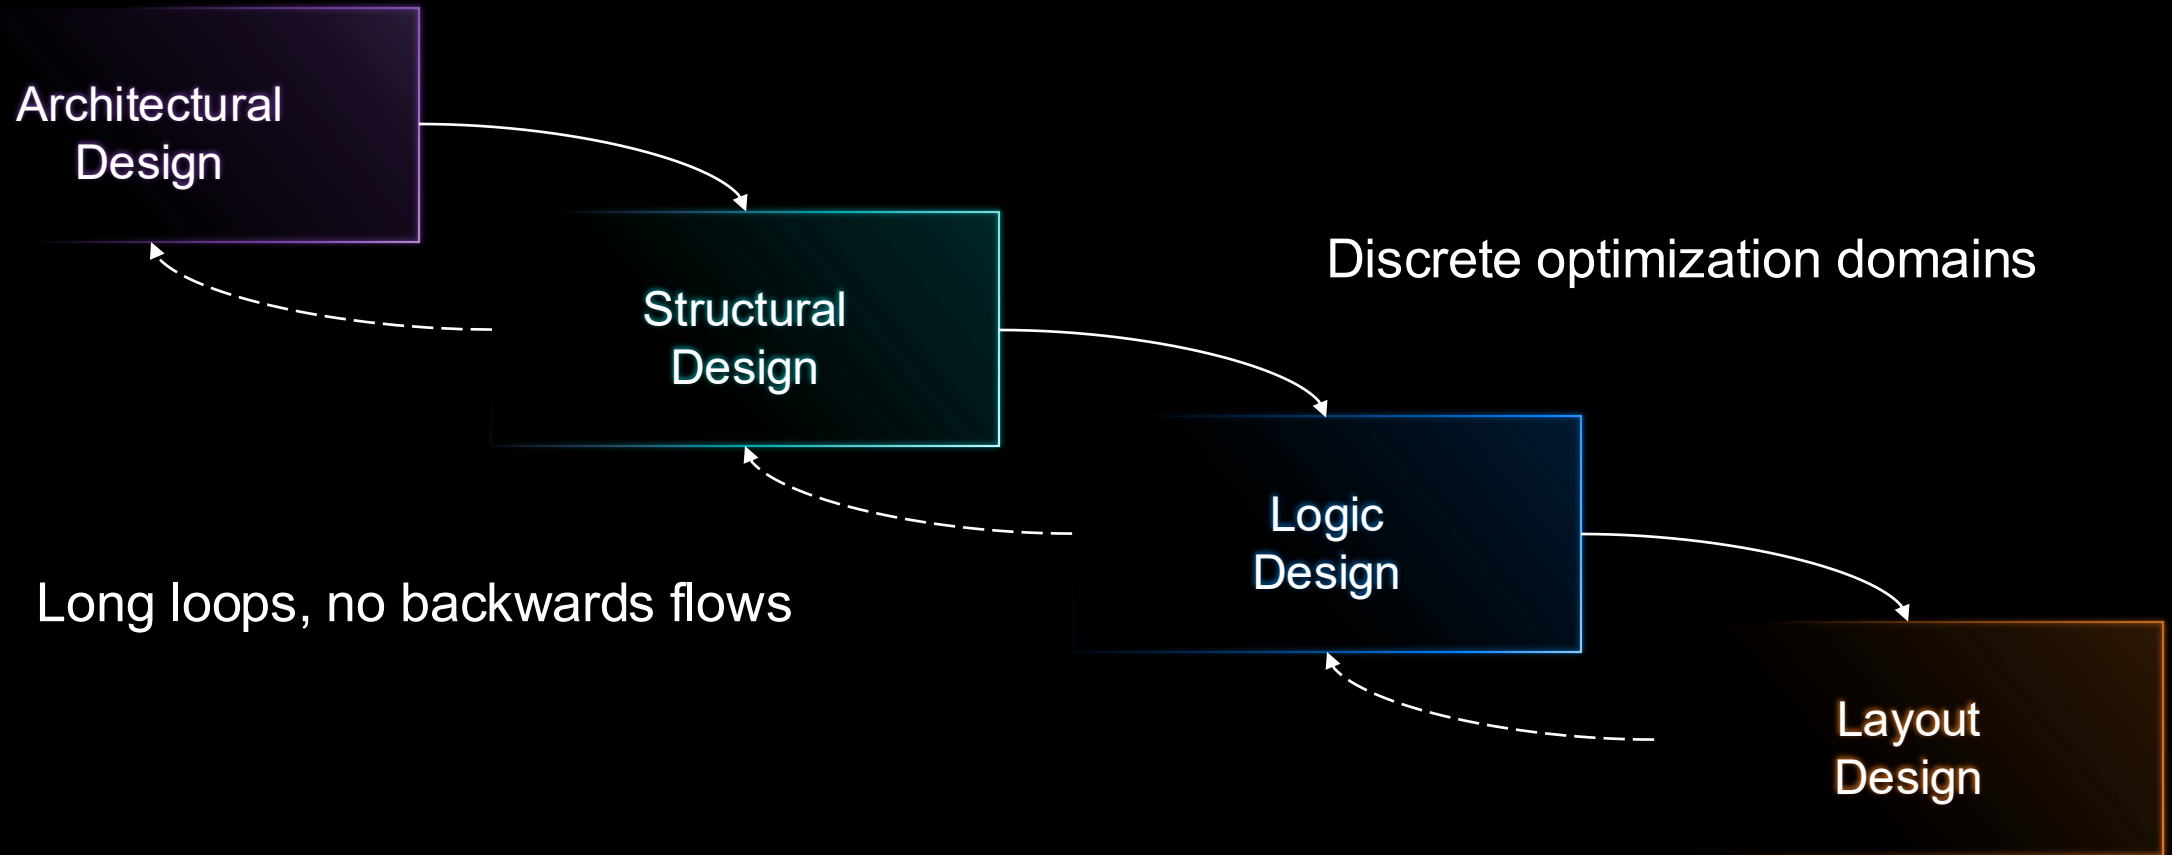 Architectural
Design
Discrete optimization domains
Structural
Design
Logic
Design
Long loops, no backwards flows
Layout
Design